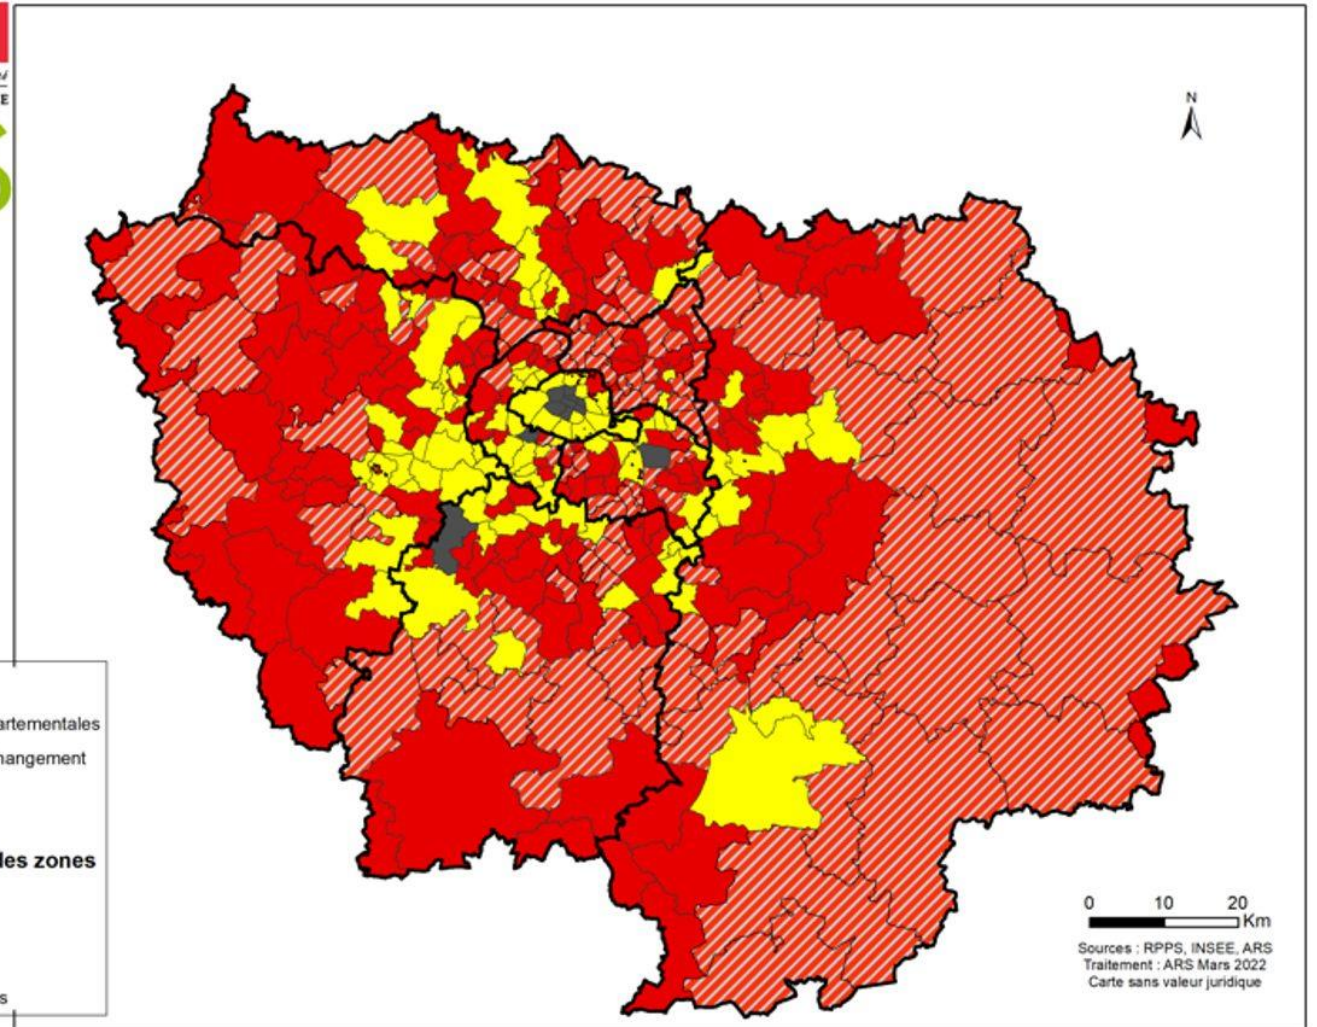 E
N
artementales
hangement
les zones
s
0 10 20
Km
Sources : RPPS, INSEE, ARS
Traitement : ARS Mars 2022
Carte sans valeur juridique